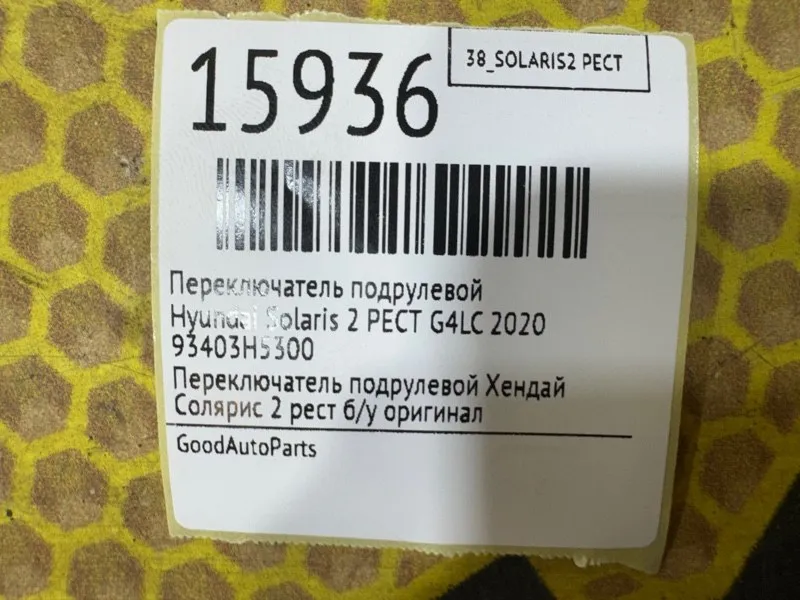 15936
38_SOLARIS2 РЕСТ
Переключатель подрулевой
Hyundai Solaris 2 РЕСТ G4LC 2020
93403H5300
Переключатель подрулевой Хендай
Солярис 2 рест б/у оригинал
GoodAutoParts